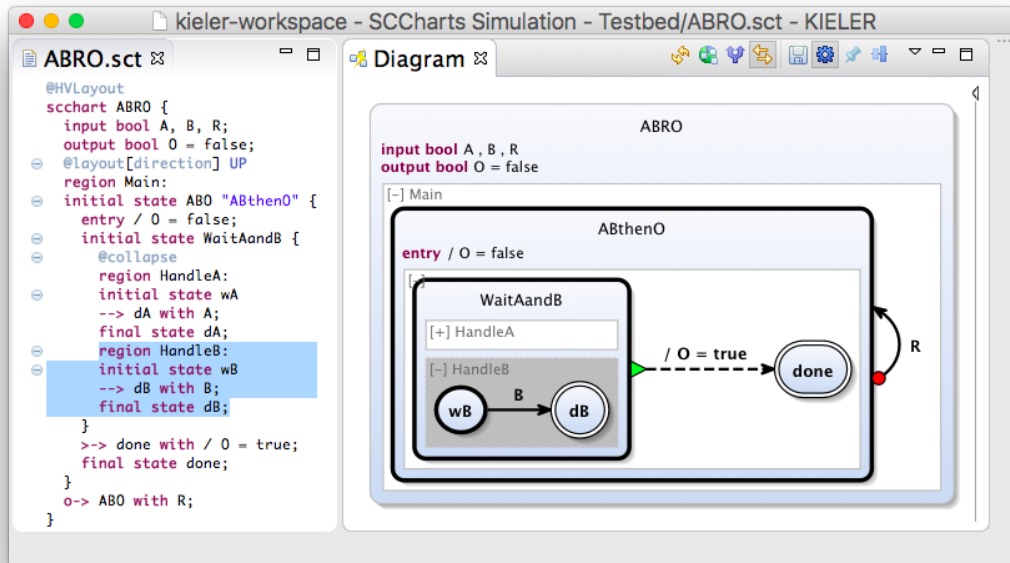 kieler-workspace - SCCharts Simulation - Testbed/ABRO.sct - KIELER
ABRO.sct
@HVLayout
scchart ABRO {
input bool A, B, R;
output bool O = false;
@layout[direction] UP
region Main:
initial state ABO "ABthenO" {
entry / O = false;
initial state WaitAandB {
@collapse
region HandleA:
initial state wA
--> dA with A;
final state dA;
region HandleB:
initial state wB
--> dB with B;
final state dB;
}
>-> done with / O = true;
final state done;
}
o-> ABO with R;
}
Diagram
ABRO
input bool A , B , R
output bool O = false
[-] Main
ABthenO
entry / O = false
[-]
WaitAandB
[+] HandleA
[-] HandleB
wB
B
dB
/ O = true
done
R